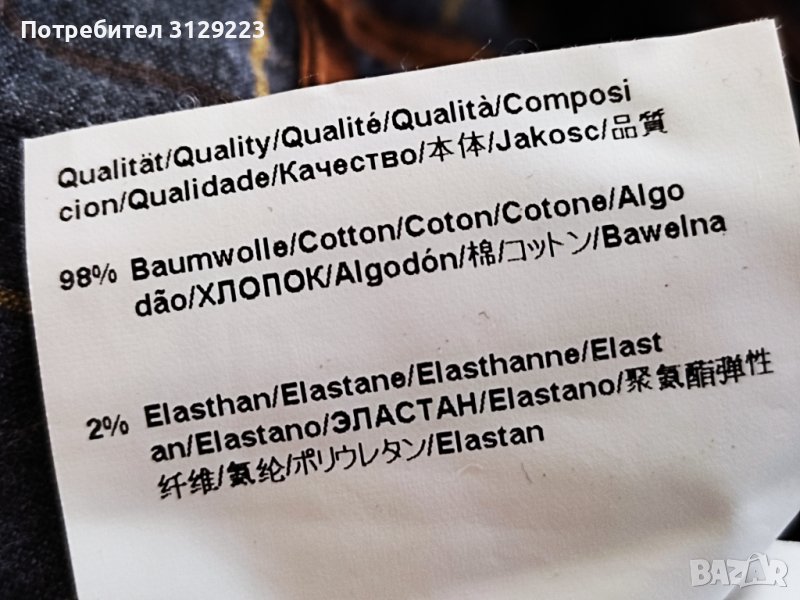 Потребител 3129223
Qualität/Quality/Qualité/Qualità/Composi
cion/Qualidade/Качество/本体/Jakosc/品質
98% Baumwolle/Cotton/Coton/Cotone/Algo
dão/ХЛОПОК/Algodón/棉/コットン/Bawelna
2% Elasthan/Elastane/Elasthanne/Elast
an/Elastano/ЭЛАСТАН/Elastano/聚氨酯弹性
纤维/氨纶/ポリウレタン/Elastan
BAZAR